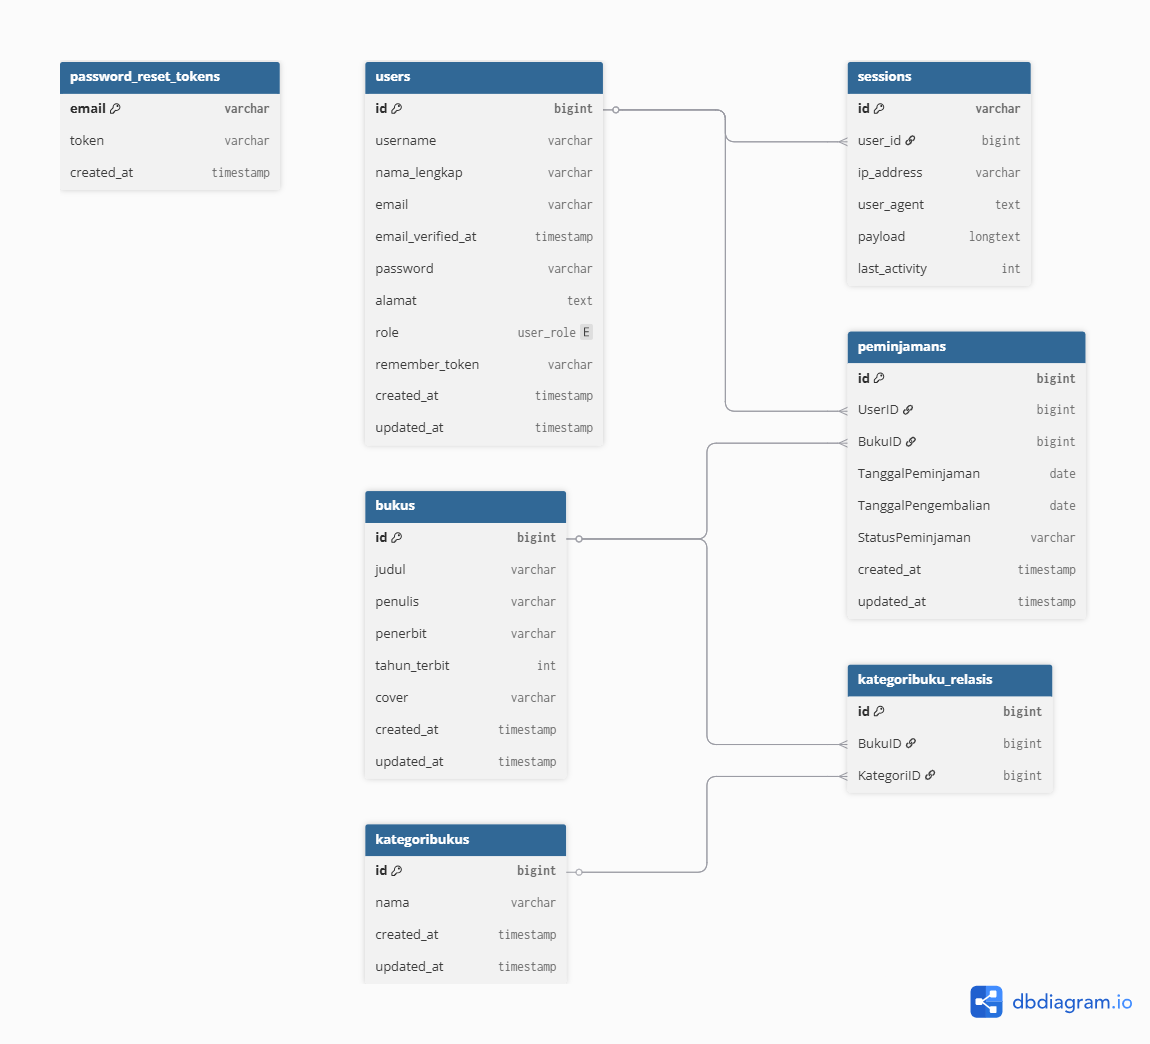 password_reset_tokens
email varchar
token varchar
created_at timestamp
users
id bigint
username varchar
nama_lengkap varchar
email varchar
email_verified_at timestamp
password varchar
alamat text
role user_role E
remember_token varchar
created_at timestamp
updated_at timestamp
sessions
id varchar
user_id bigint
ip_address varchar
user_agent text
payload longtext
last_activity int
peminjamans
id bigint
UserID bigint
BukuID bigint
TanggalPeminjaman date
TanggalPengembalian date
StatusPeminjaman varchar
created_at timestamp
updated_at timestamp
bukus
id bigint
judul varchar
penulis varchar
penerbit varchar
tahun_terbit int
cover varchar
created_at timestamp
updated_at timestamp
kategoribuku_relasis
id bigint
BukuID bigint
KategoriID bigint
kategoribukus
id bigint
nama varchar
created_at timestamp
updated_at timestamp
dbdiagram.io